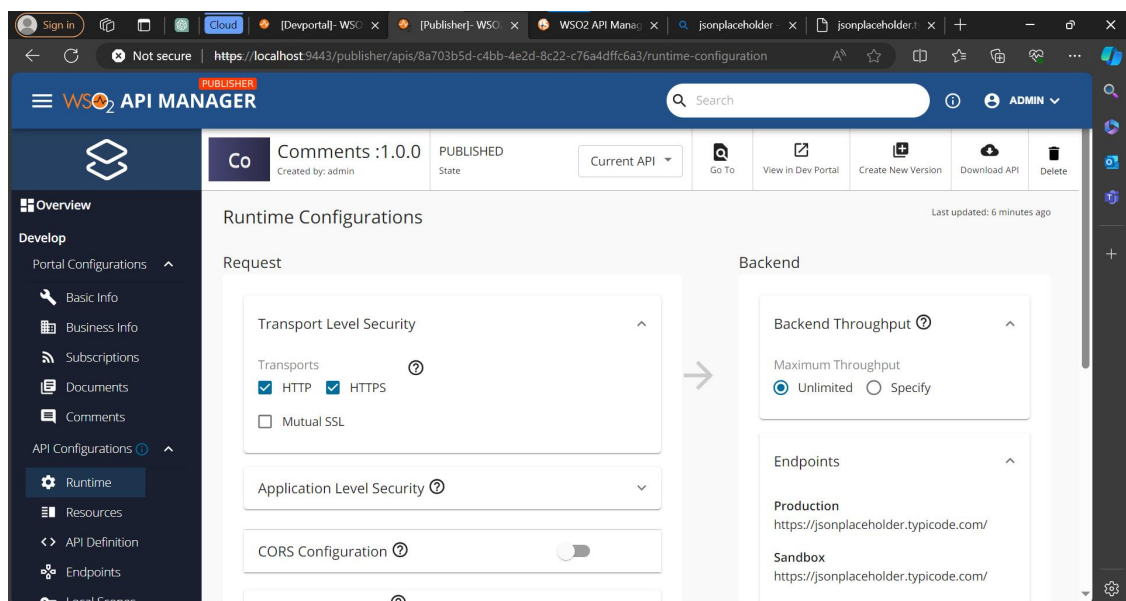 Sign in
Cloud
[Devportal]- WSO
[Publisher]- WSO
WSO2 API Manag
jsonplaceholder -
jsonplaceholder.t
Not secure
https://localhost:9443/publisher/apis/8a703b5d-c4bb-4e2d-8c22-c76a4dffc6a3/runtime-configuration
PUBLISHER
WSO2 API MANAGER
Search
ADMIN
Co
Comments :1.0.0
Created by: admin
PUBLISHED
State
Current API
Go To
View in Dev Portal
Create New Version
Download API
Delete
Overview
Develop
Portal Configurations
Basic Info
Business Info
Subscriptions
Documents
Comments
API Configurations
Runtime
Resources
API Definition
Endpoints
Local Scopes
Runtime Configurations
Last updated: 6 minutes ago
Request
Transport Level Security
Transports
HTTP HTTPS
Mutual SSL
Application Level Security
CORS Configuration
Backend
Backend Throughput
Maximum Throughput
Unlimited Specify
Endpoints
Production
https://jsonplaceholder.typicode.com/
Sandbox
https://jsonplaceholder.typicode.com/